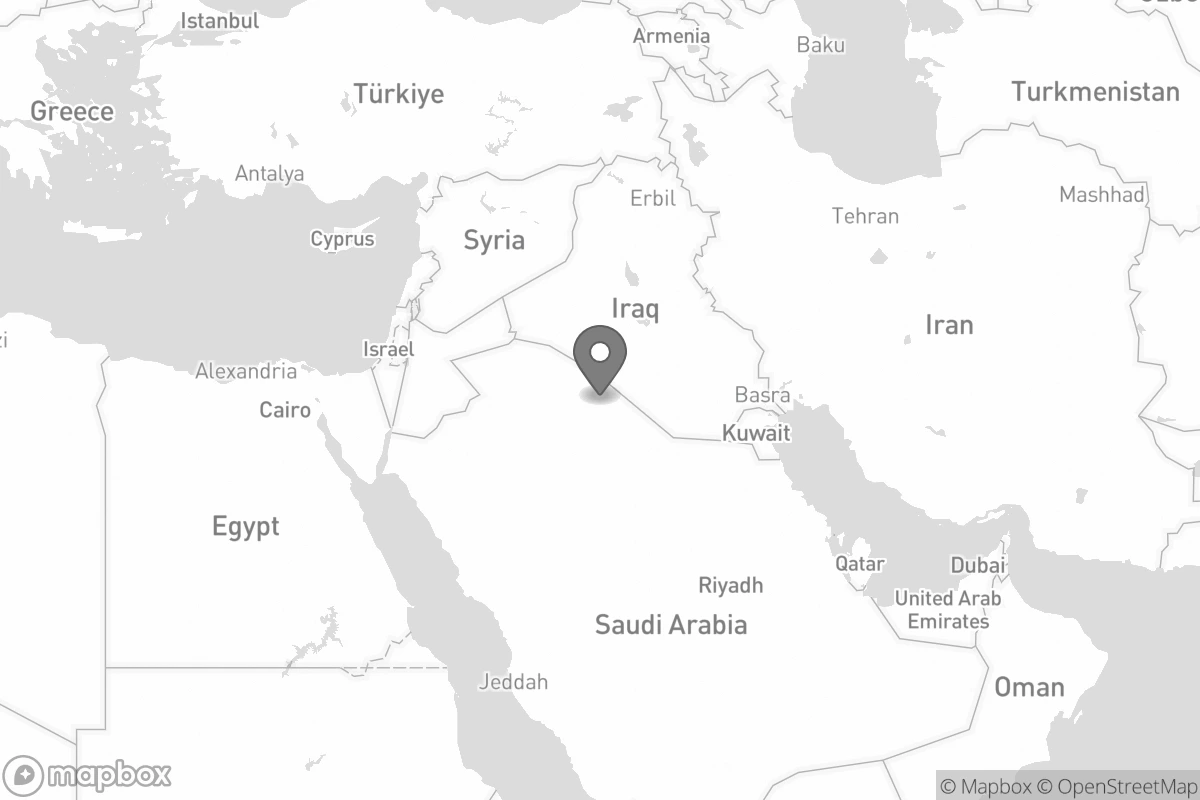 Istanbul
Armenia
Baku
Türkiye
Turkmenistan
Greece
Antalya
Erbil
Mashhad
Tehran
Cyprus
Syria
Iraq
Iran
Israel
Alexandria
Cairo
Basra
Kuwait
Egypt
Qatar
Dubai
Riyadh
United Arab
Emirates
Saudi Arabia
Jeddah
Oman
mapbox
© Mapbox © OpenStreetMap